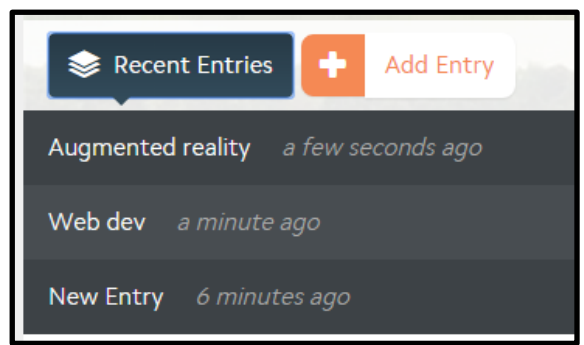 Recent Entries Add Entry
Augmented reality a few seconds ago
Web dev a minute ago
New Entry 6 minutes ago